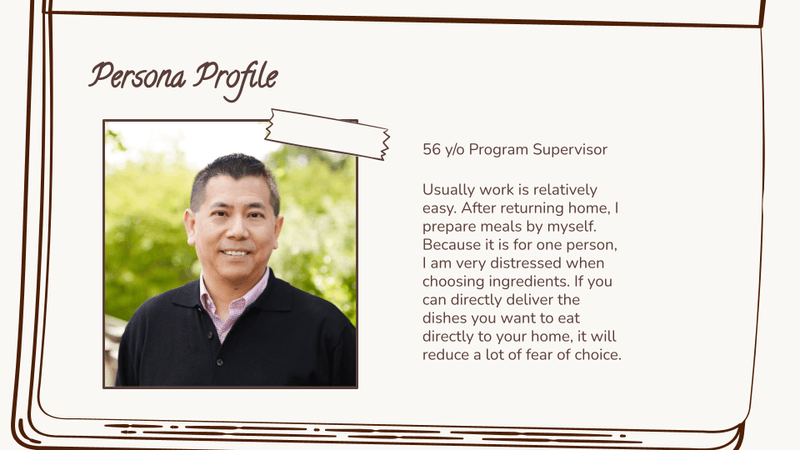 Persona Profile
56 y/o Program Supervisor
Usually work is relatively
easy. After returning home, I
prepare meals by myself.
Because it is for one person,
I am very distressed when
choosing ingredients. If you
can directly deliver the
dishes you want to eat
directly to your home, it will
reduce a lot of fear of choice.